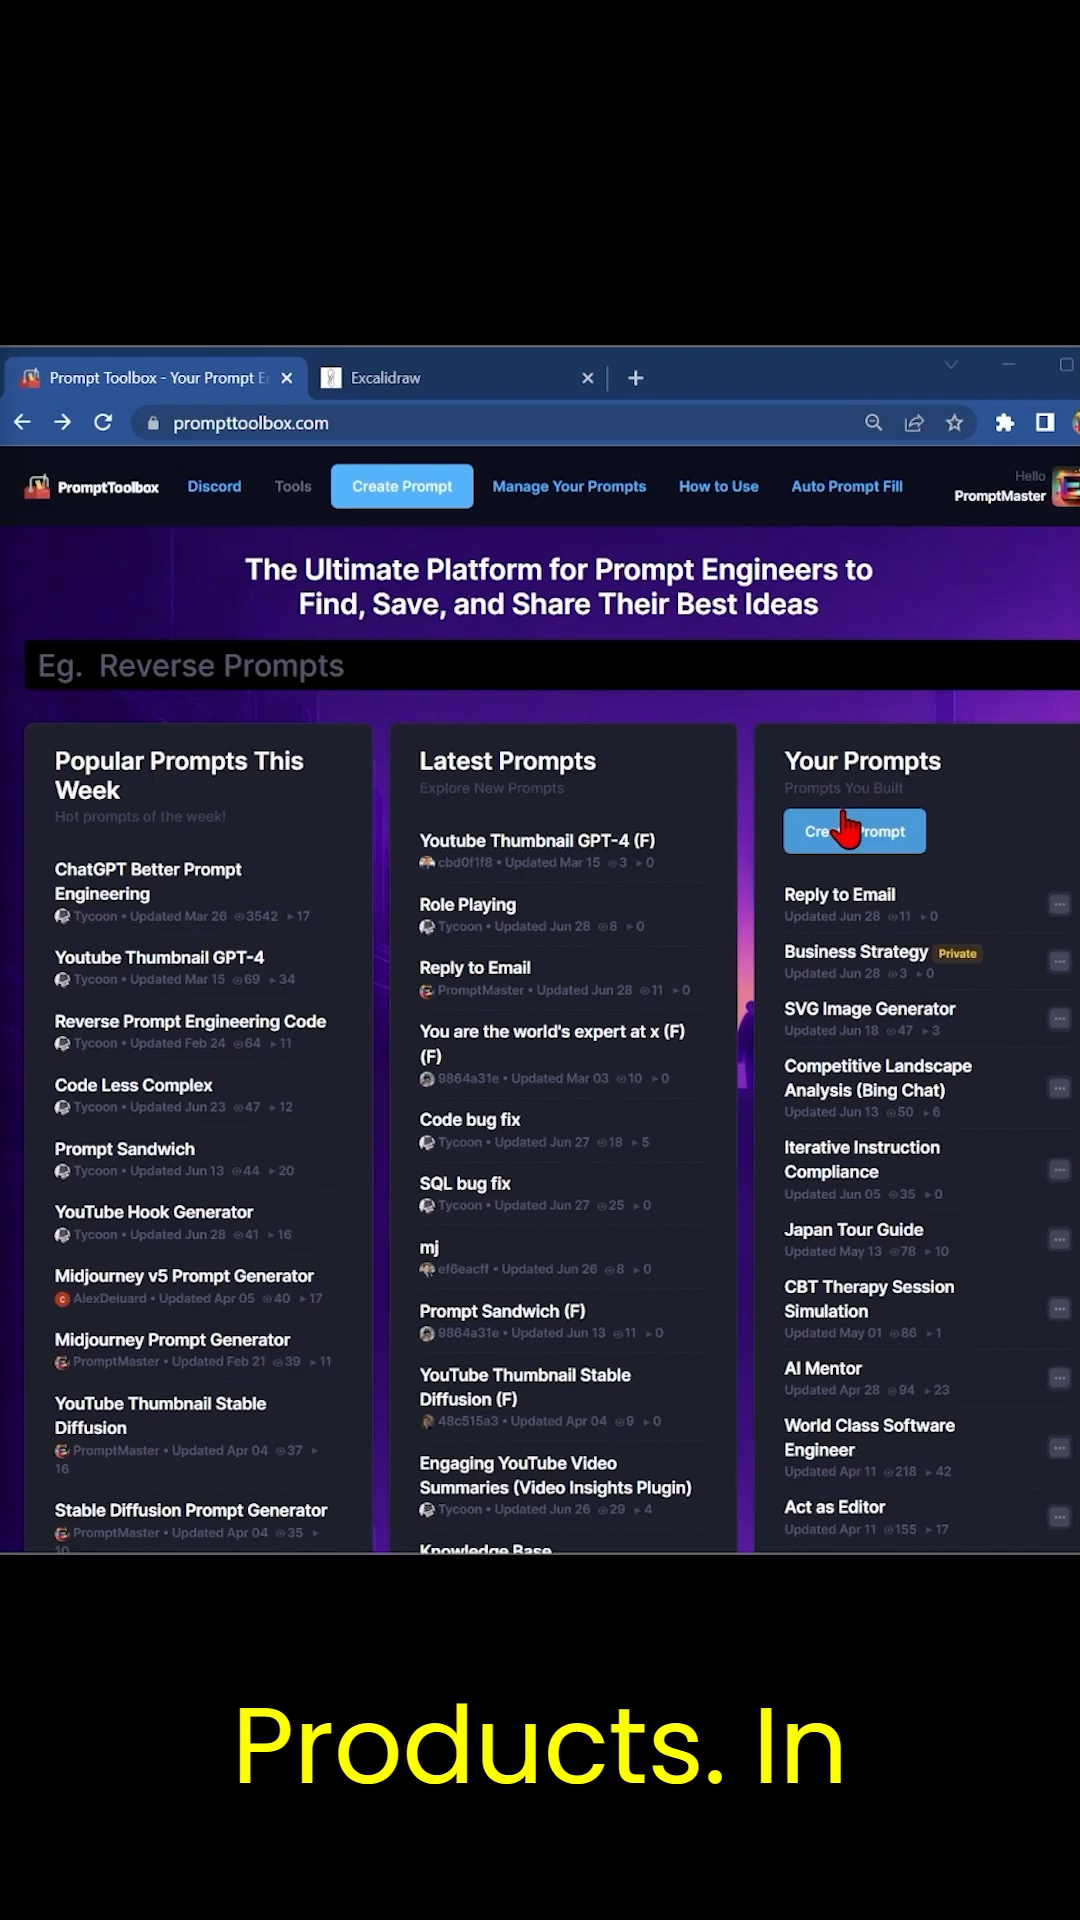 Prompt Toolbox - Your Prompt E
Excalidraw
prompttoolbox.com
PromptToolbox
Discord
Tools
Create Prompt
Manage Your Prompts
How to Use
Auto Prompt Fill
Hello
PromptMaster
The Ultimate Platform for Prompt Engineers to
Find, Save, and Share Their Best Ideas
Eg. Reverse Prompts
Popular Prompts This
Week
Hot prompts of the week!
ChatGPT Better Prompt
Engineering
Tycoon • Updated Mar 26 3542 17
Youtube Thumbnail GPT-4
Tycoon • Updated Mar 15 69 34
Reverse Prompt Engineering Code
Tycoon • Updated Feb 24 64 11
Code Less Complex
Tycoon • Updated Jun 23 47 12
Prompt Sandwich
Tycoon • Updated Jun 13 44 20
YouTube Hook Generator
Tycoon • Updated Jun 28 41 16
Midjourney v5 Prompt Generator
C AlexDeluard • Updated Apr 05 40 17
Midjourney Prompt Generator
PromptMaster • Updated Feb 21 39 11
YouTube Thumbnail Stable
Diffusion
PromptMaster • Updated Apr 04 37
16
Stable Diffusion Prompt Generator
PromptMaster • Updated Apr 04 35
10
Latest Prompts
Explore New Prompts
Youtube Thumbnail GPT-4 (F)
cbd0f1f8 • Updated Mar 15 3 0
Role Playing
Tycoon • Updated Jun 28 8 0
Reply to Email
PromptMaster • Updated Jun 28 11 0
You are the world's expert at x (F)
(F)
9864a31e • Updated Mar 03 10 0
Code bug fix
Tycoon • Updated Jun 27 18 5
SQL bug fix
Tycoon • Updated Jun 27 25 0
mj
ef6eacff • Updated Jun 26 8 0
Prompt Sandwich (F)
9864a31e • Updated Jun 13 11 0
YouTube Thumbnail Stable
Diffusion (F)
48c515a3 • Updated Apr 04 9 0
Engaging YouTube Video
Summaries (Video Insights Plugin)
Tycoon • Updated Jun 26 29 4
Knowledge Base
Your Prompts
Prompts You Built
Cre Prompt
Reply to Email
Updated Jun 28 11 0
Business Strategy Private
Updated Jun 28 3 0
SVG Image Generator
Updated Jun 18 47 3
Competitive Landscape
Analysis (Bing Chat)
Updated Jun 13 50 6
Iterative Instruction
Compliance
Updated Jun 05 35 0
Japan Tour Guide
Updated May 13 78 10
CBT Therapy Session
Simulation
Updated May 01 86 1
AI Mentor
Updated Apr 28 94 23
World Class Software
Engineer
Updated Apr 11 218 42
Act as Editor
Updated Apr 11 155 17
Products. In